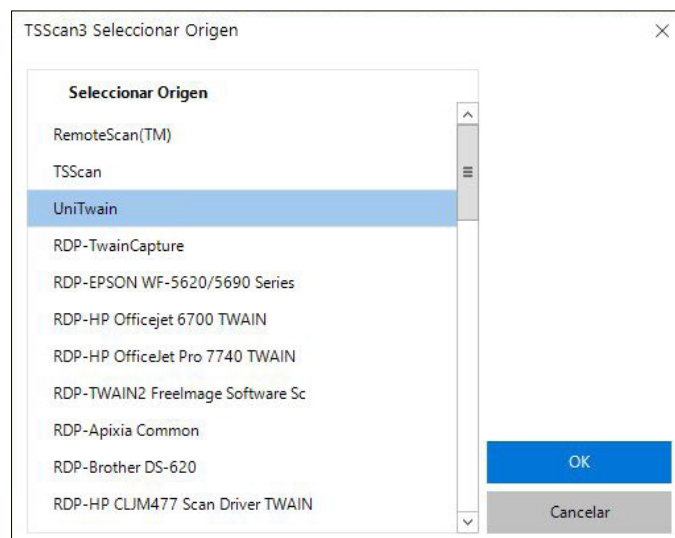 TSScan3 Seleccionar Origen
Seleccionar Origen
RemoteScan(TM)
TSScan
UniTwain
RDP-TwainCapture
RDP-EPSON WF-5620/5690 Series
RDP-HP Officejet 6700 TWAIN
RDP-HP OfficeJet Pro 7740 TWAIN
RDP-TWAIN2 FreeImage Software Sc
RDP-Apixia Common
RDP-Brother DS-620
RDP-HP CLJM477 Scan Driver TWAIN
OK
Cancelar